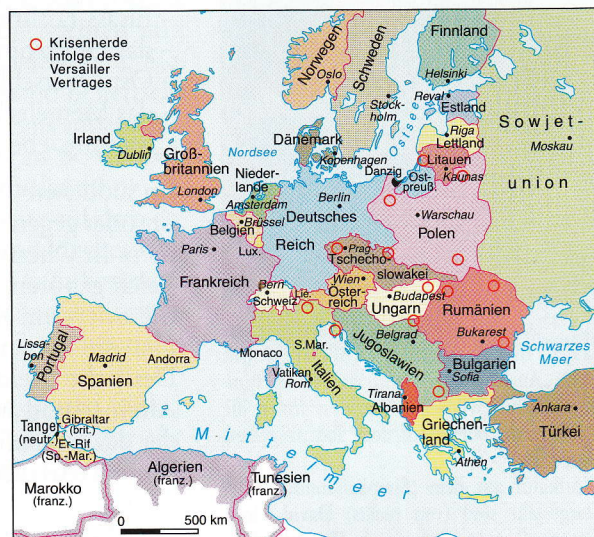 Krisenherde
infolge des
Versailler
Vertrages
Norwegen
Oslo
Schweden
Stock-
holm
Finnland
Helsinki
Reval
Estland
Riga
Lettland
Ostsee
Sowjet-
union
Moskau
Irland
Dublin
Groß-
britannien
London
Nordsee
Dänemark
Kopenhagen
Danzig
Ost-
preuß.
Litauen
Kaunas
Nieder-
lande
Amsterdam
Brüssel
Belgien
Lux.
Berlin
Deutsches
Reich
Warschau
Polen
Paris
Frankreich
Prag
Tschecho-
slowakei
Wien
Öster-
reich
Bern
Schweiz
Lie.
Budapest
Ungarn
Rumänien
Bukarest
Schwarzes
Meer
Belgrad
Jugoslawien
Bulgarien
Sofia
S.Mar.
Monaco
Italien
Vatikan
Rom
Tirana
Albanien
Griechen-
land
Athen
Ankara
Türkei
Lissa-
bon
Portugal
Madrid
Spanien
Andorra
Gibraltar
(brit.)
Tanger
(neutr.)
Er-Rif
(Sp.-Mar.)
Mittelmeer
Marokko
(franz.)
Algerien
(franz.)
Tunesien
(franz.)
0 500 km